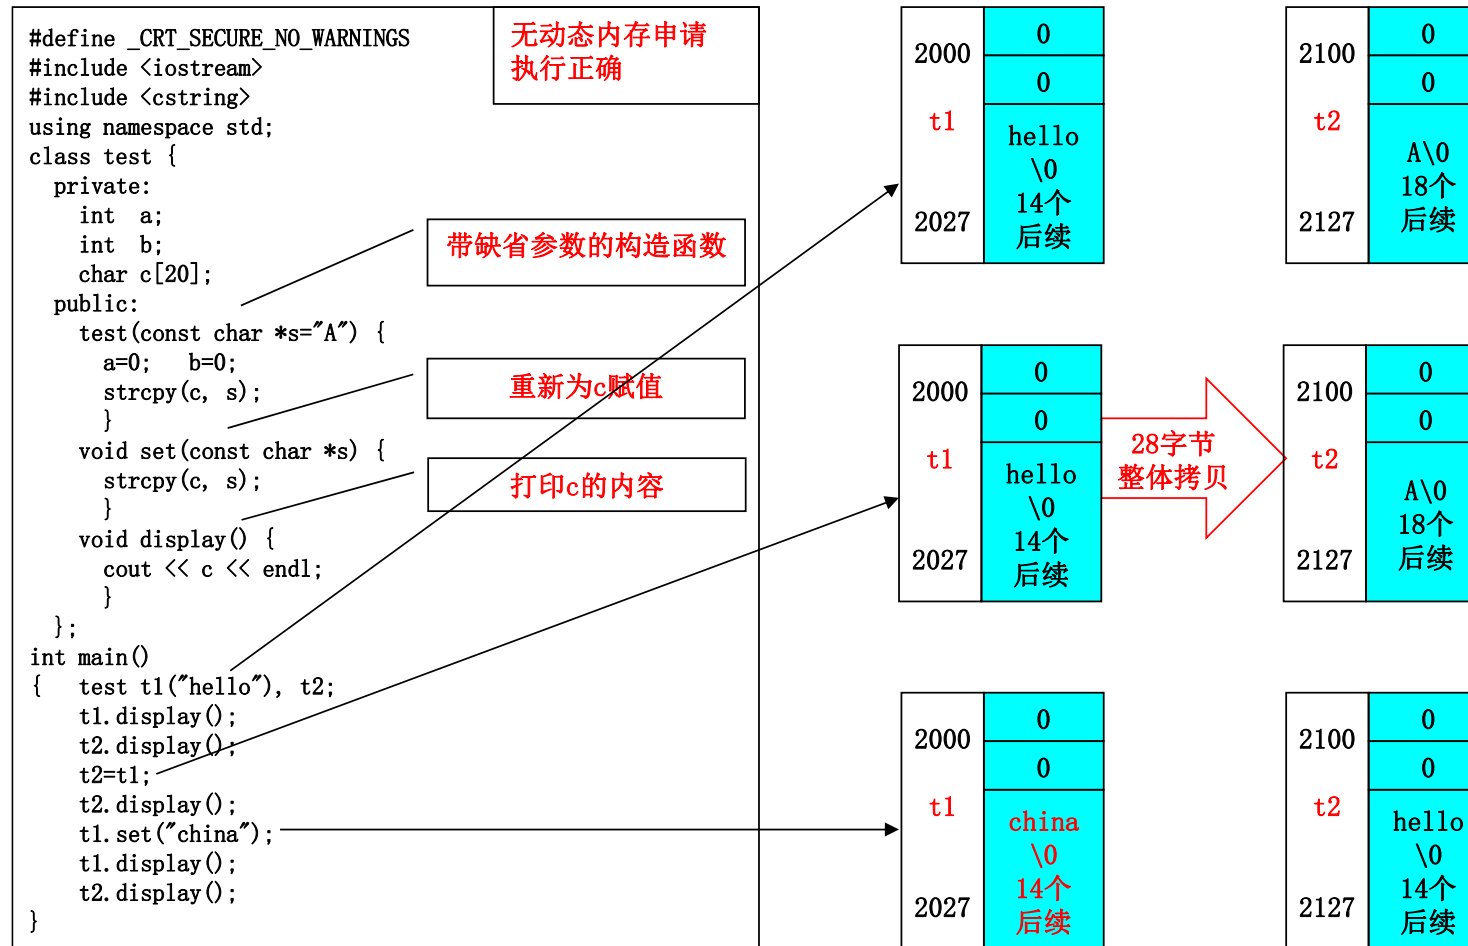 #define _CRT_SECURE_NO_WARNINGS
#include <iostream>
#include <cstring>
using namespace std;
class test {
private:
int a;
int b;
char c[20];
public:
test(const char *s="A") {
a=0; b=0;
strcpy(c, s);
}
void set(const char *s) {
strcpy(c, s);
}
void display() {
cout << c << endl;
}
};
int main()
{ test t1("hello"), t2;
t1.display();
t2.display();
t2=t1;
t2.display();
t1.set("china");
t1.display();
t2.display();
}
无动态内存申请
执行正确
带缺省参数的构造函数
重新为c赋值
打印c的内容
2000
t1
2027
0
0
hello
\0
14个
后续
2100
t2
2127
0
0
A\0
18个
后续
2000
t1
2027
0
0
hello
\0
14个
后续
28字节
整体拷贝
2100
t2
2127
0
0
A\0
18个
后续
2000
t1
2027
0
0
china
\0
14个
后续
2100
t2
2127
0
0
hello
\0
14个
后续